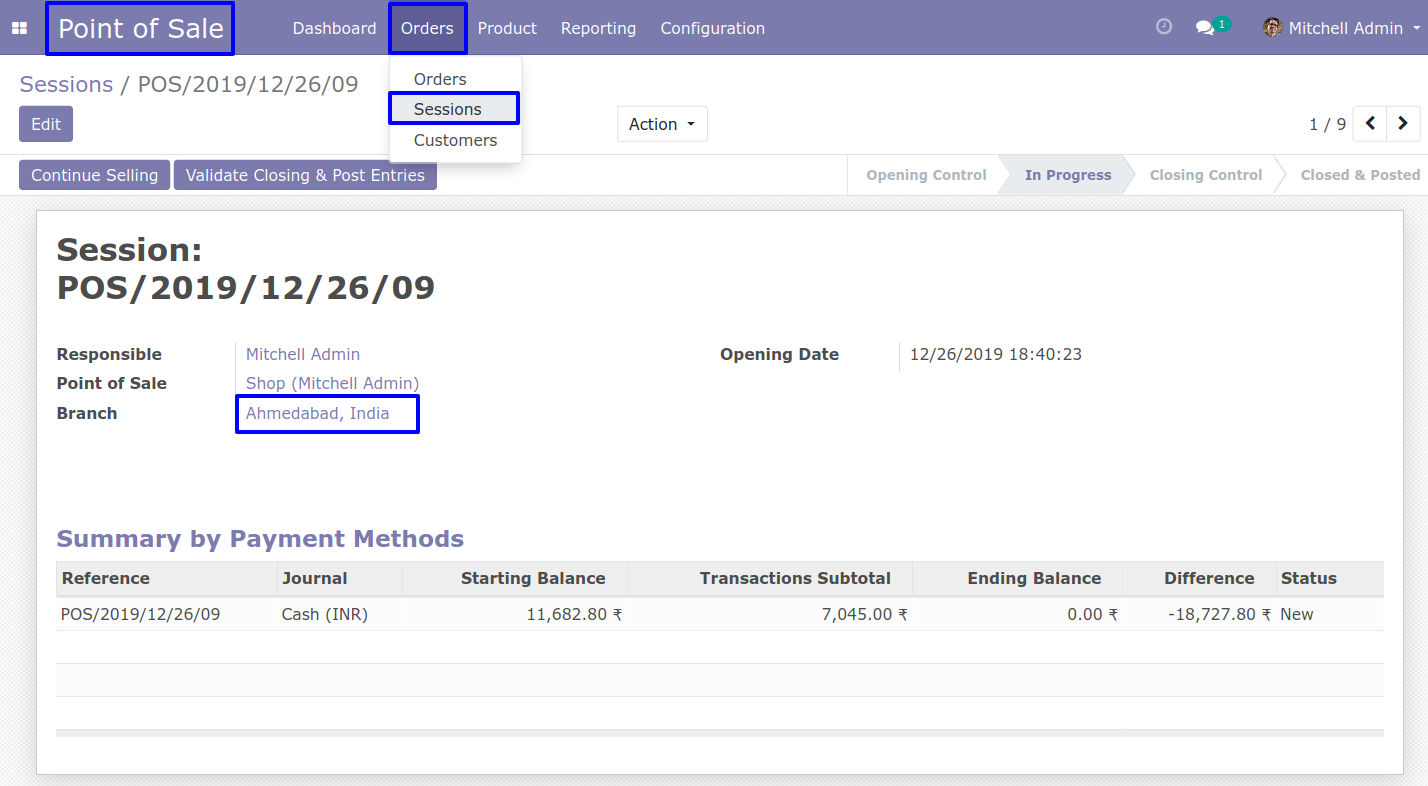 Point of Sale Dashboard Orders Product Reporting Configuration 1 Mitchell Admin
Sessions / POS/2019/12/26/09
Orders
Sessions
Customers
Edit Action 1 / 9
Continue Selling Validate Closing & Post Entries Opening Control In Progress Closing Control Closed & Posted
Session:
POS/2019/12/26/09
Responsible Mitchell Admin Opening Date 12/26/2019 18:40:23
Point of Sale Shop (Mitchell Admin)
Branch Ahmedabad, India
Summary by Payment Methods
Reference Journal Starting Balance Transactions Subtotal Ending Balance Difference Status
POS/2019/12/26/09 Cash (INR) 11,682.80 ₹ 7,045.00 ₹ 0.00 ₹ -18,727.80 ₹ New